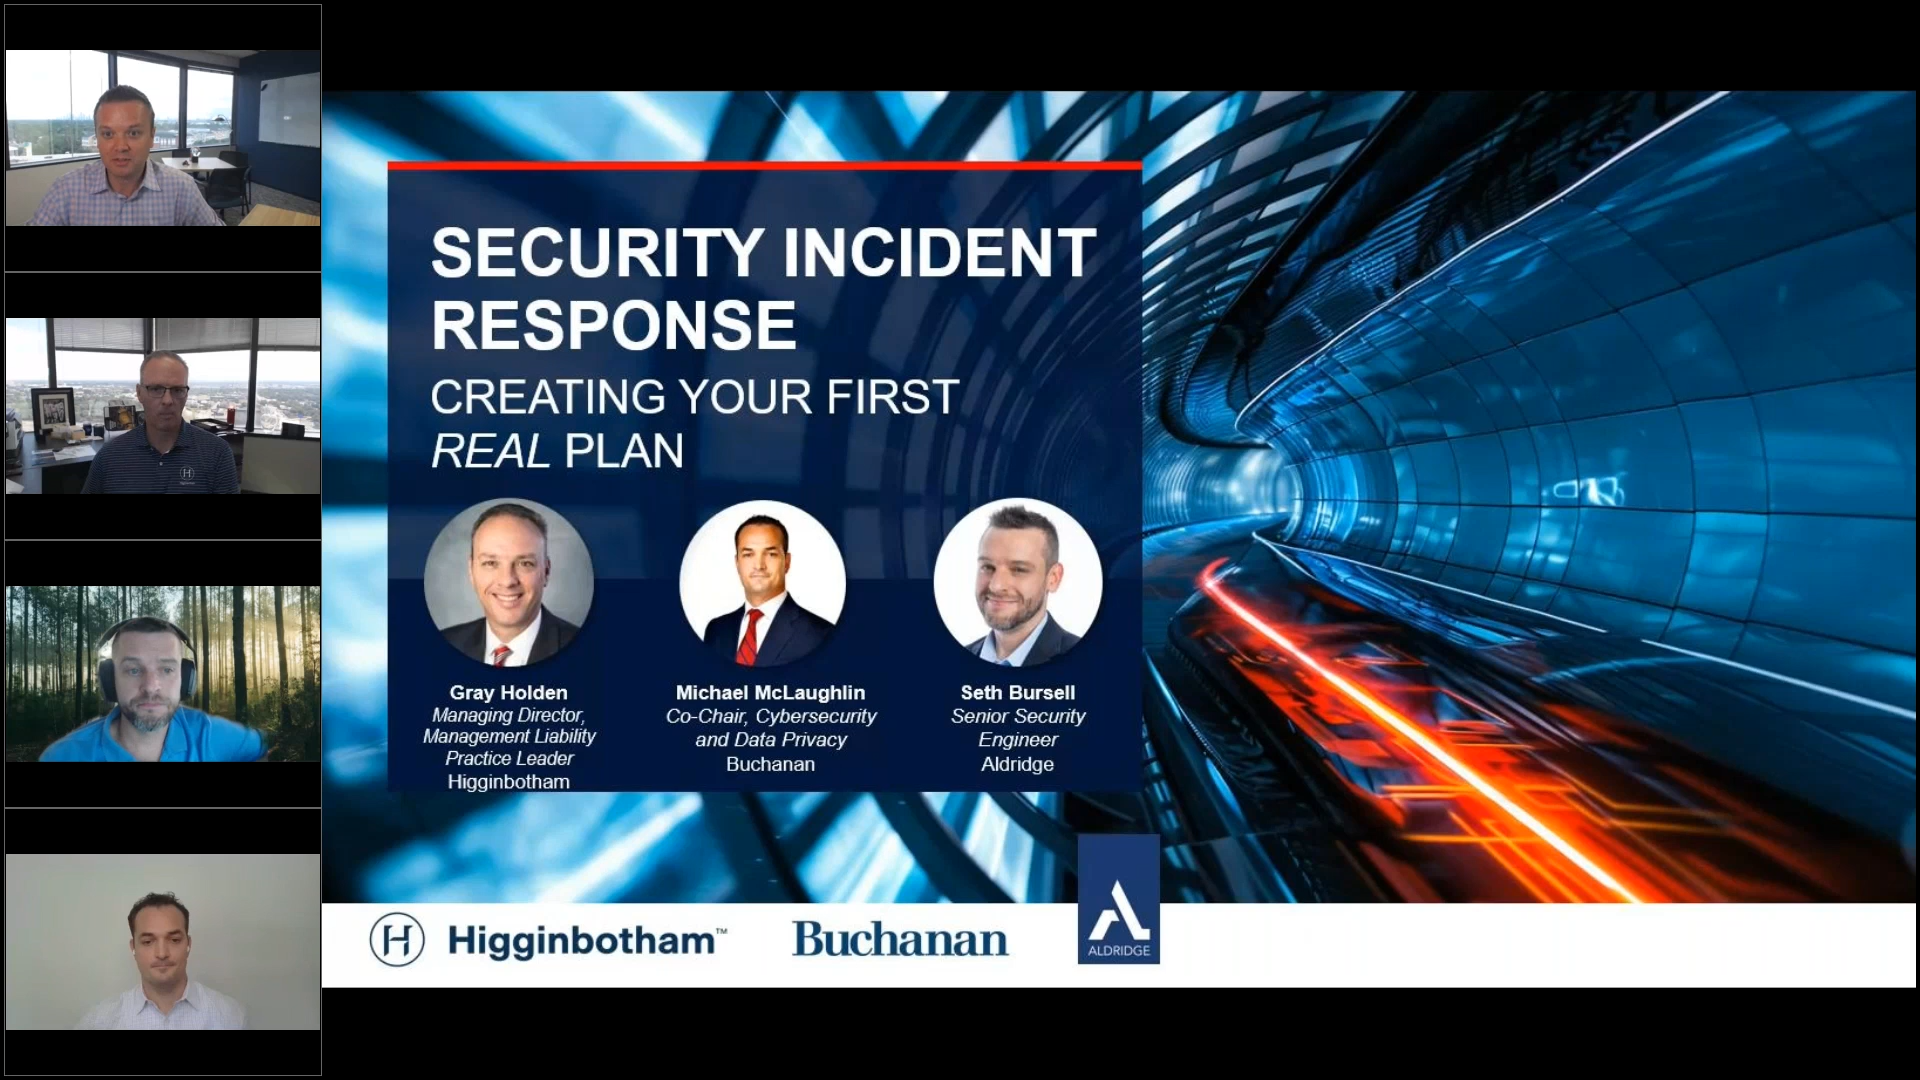 SECURITY INCIDENT
RESPONSE
CREATING YOUR FIRST
REAL PLAN
Gray Holden
Managing Director,
Management Liability
Practice Leader
Higginbotham
Michael McLaughlin
Co-Chair, Cybersecurity
and Data Privacy
Buchanan
Seth Bursell
Senior Security
Engineer
Aldridge
H Higginbotham™
Buchanan
ALDRIDGE